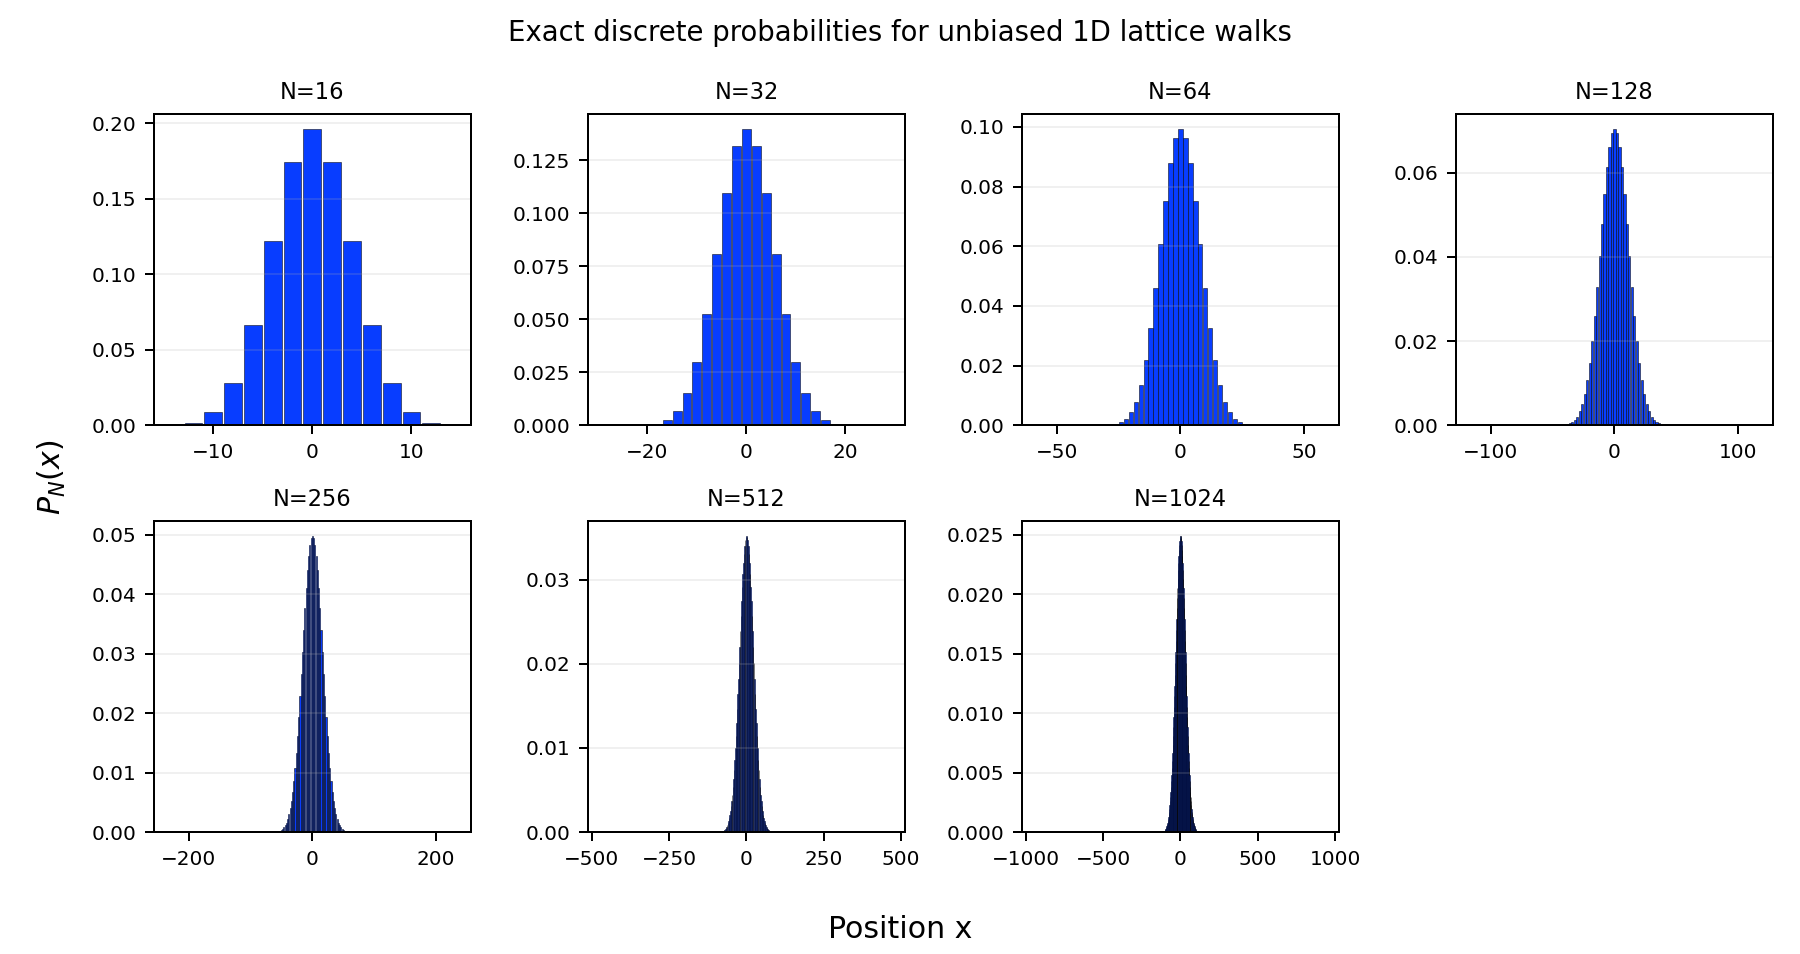 Exact discrete probabilities for unbiased 1D lattice walks
N=16
0.20
0.15
0.10
0.05
0.00
−10 0 10
N=32
0.125
0.100
0.075
0.050
0.025
0.000
−20 0 20
N=64
0.10
0.08
0.06
0.04
0.02
0.00
−50 0 50
N=128
0.06
0.04
0.02
0.00
−100 0 100
P_N(x)
N=256
0.05
0.04
0.03
0.02
0.01
0.00
−200 0 200
N=512
0.03
0.02
0.01
0.00
−500 −250 0 250 500
N=1024
0.025
0.020
0.015
0.010
0.005
0.000
−1000 −500 0 500 1000
Position x